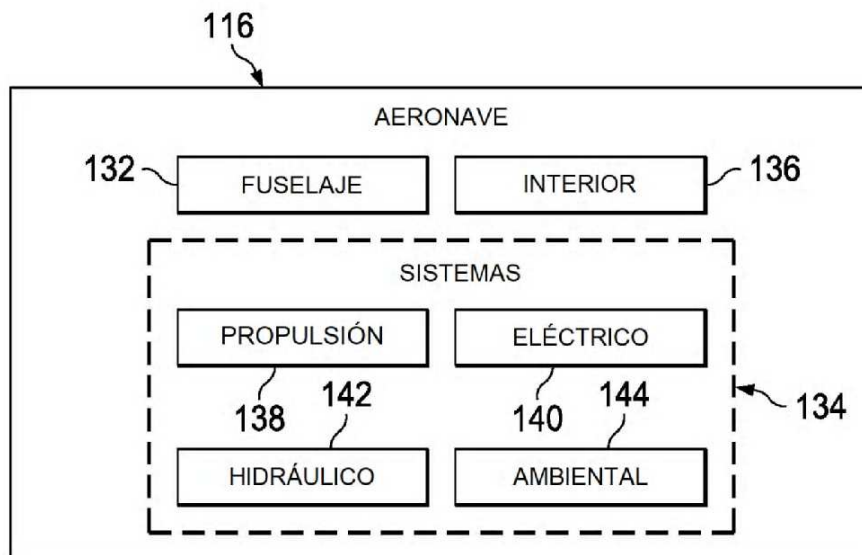 116
AERONAVE
132 FUSELAJE INTERIOR 136
SISTEMAS
PROPULSIÓN ELÉCTRICO
138 142 140 144 134
HIDRÁULICO AMBIENTAL